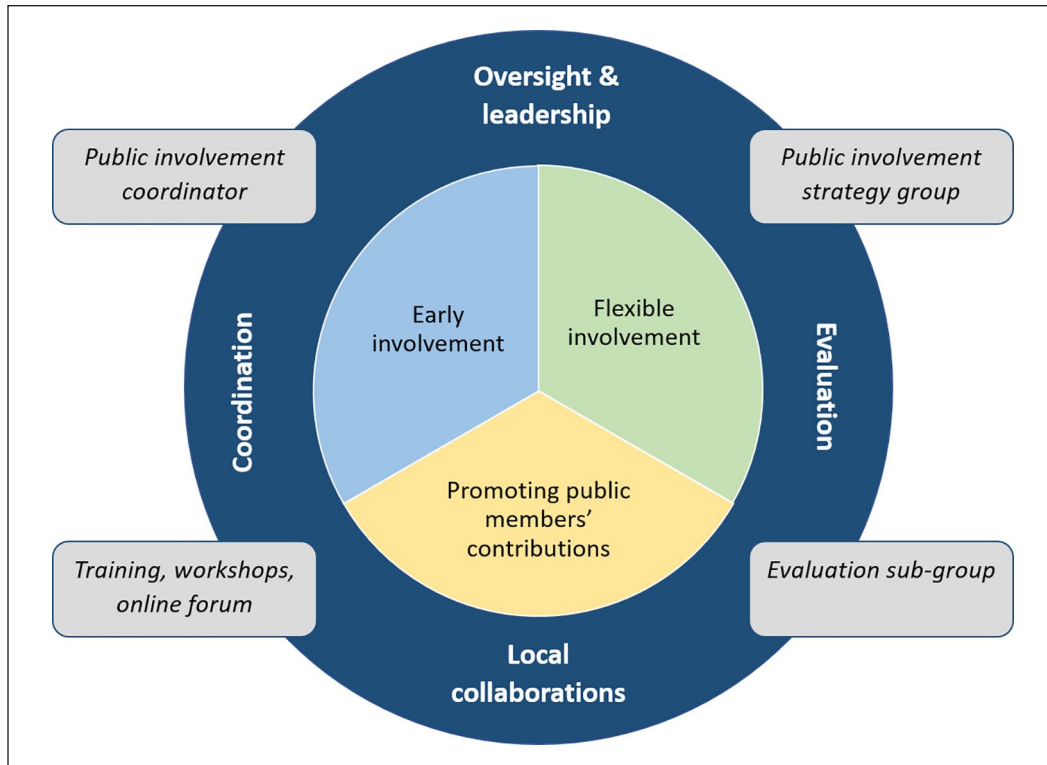 Oversight &
leadership
Public involvement
coordinator
Public involvement
strategy group
Early
involvement
Flexible
involvement
Coordination
Evaluation
Promoting public
members’
contributions
Training, workshops,
online forum
Evaluation sub-group
Local
collaborations